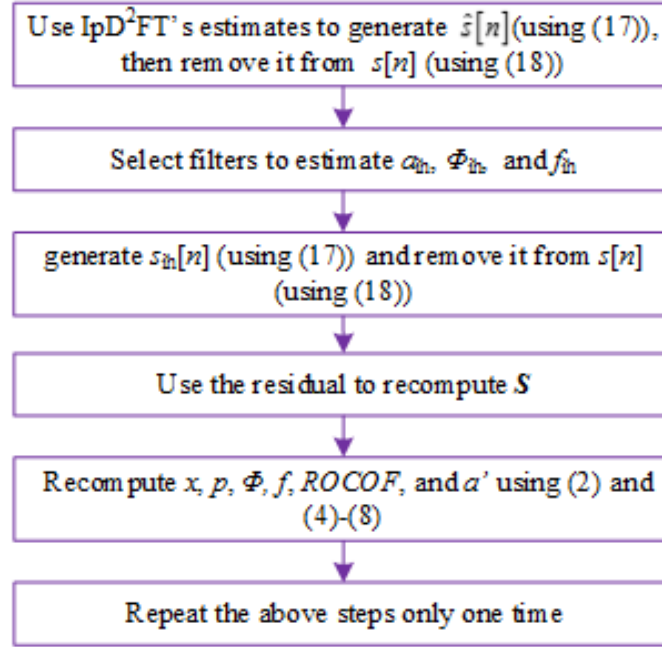 Use IpD²FT's estimates to generate ŝ[n](using (17)),
then remove it from s[n] (using (18))
Select filters to estimate aᵢₕ, Φᵢₕ, and fᵢₕ
generate sᵢₕ[n] (using (17)) and remove it from s[n]
(using (18))
Use the residual to recompute S
Recompute x, p, Φ, f, ROCOF, and a’ using (2) and
(4)-(8)
Repeat the above steps only one time